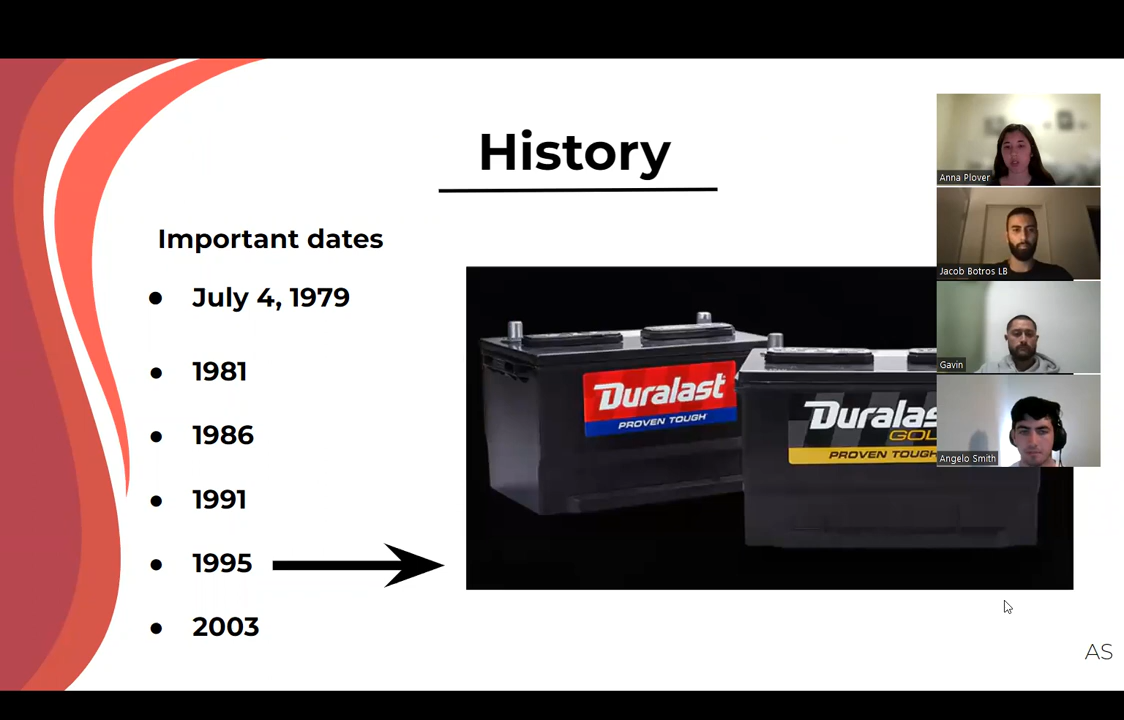 History
Important dates
● July 4, 1979
● 1981
● 1986
● 1991
● 1995
● 2003
Duralast
PROVEN TOUGH
Duralas
GOL
PROVEN TOUGH
Anna Plover
Jacob Botros LB
Gavin
Angelo Smith
AS